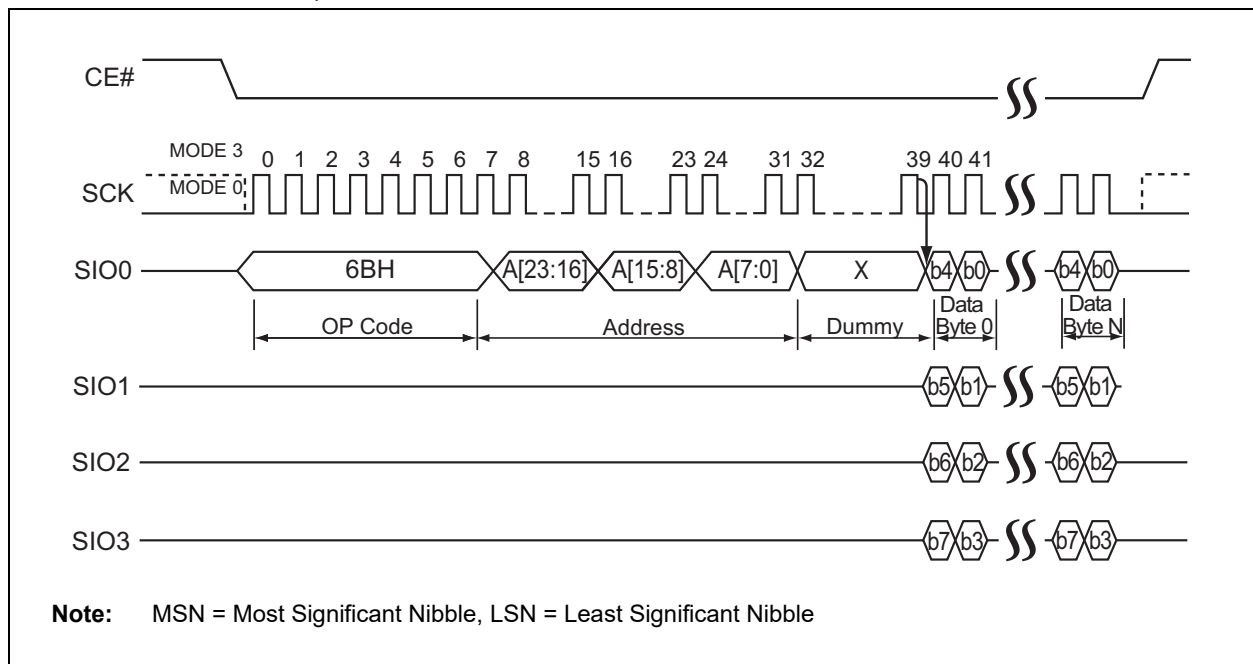 CE#
MODE 3
0 1 2 3 4 5 6 7 8 15 16 23 24 31 32 39 40 41
SCK
MODE 0
SIO0 6BH A[23:16] A[15:8] A[7:0] X b4 b0 b4 b0
OP Code Address Dummy Data Byte 0 Data Byte N
SIO1 b5 b1 b5 b1
SIO2 b6 b2 b6 b2
SIO3 b7 b3 b7 b3
Note: MSN = Most Significant Nibble, LSN = Least Significant Nibble